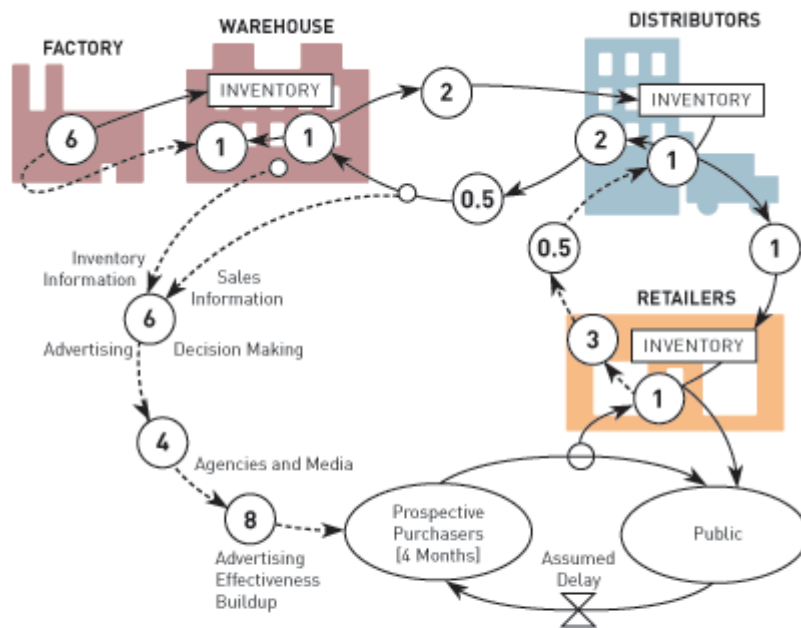 FACTORY
WAREHOUSE
DISTRIBUTORS
INVENTORY
2
INVENTORY
6
1
1
2
1
0.5
0.5
1
Inventory
Information
Sales
Information
6
RETAILERS
3
INVENTORY
Advertising
Decision Making
1
4
Agencies and Media
8
Advertising
Effectiveness
Buildup
Prospective
Purchasers
[4 Months]
Public
Assumed
Delay